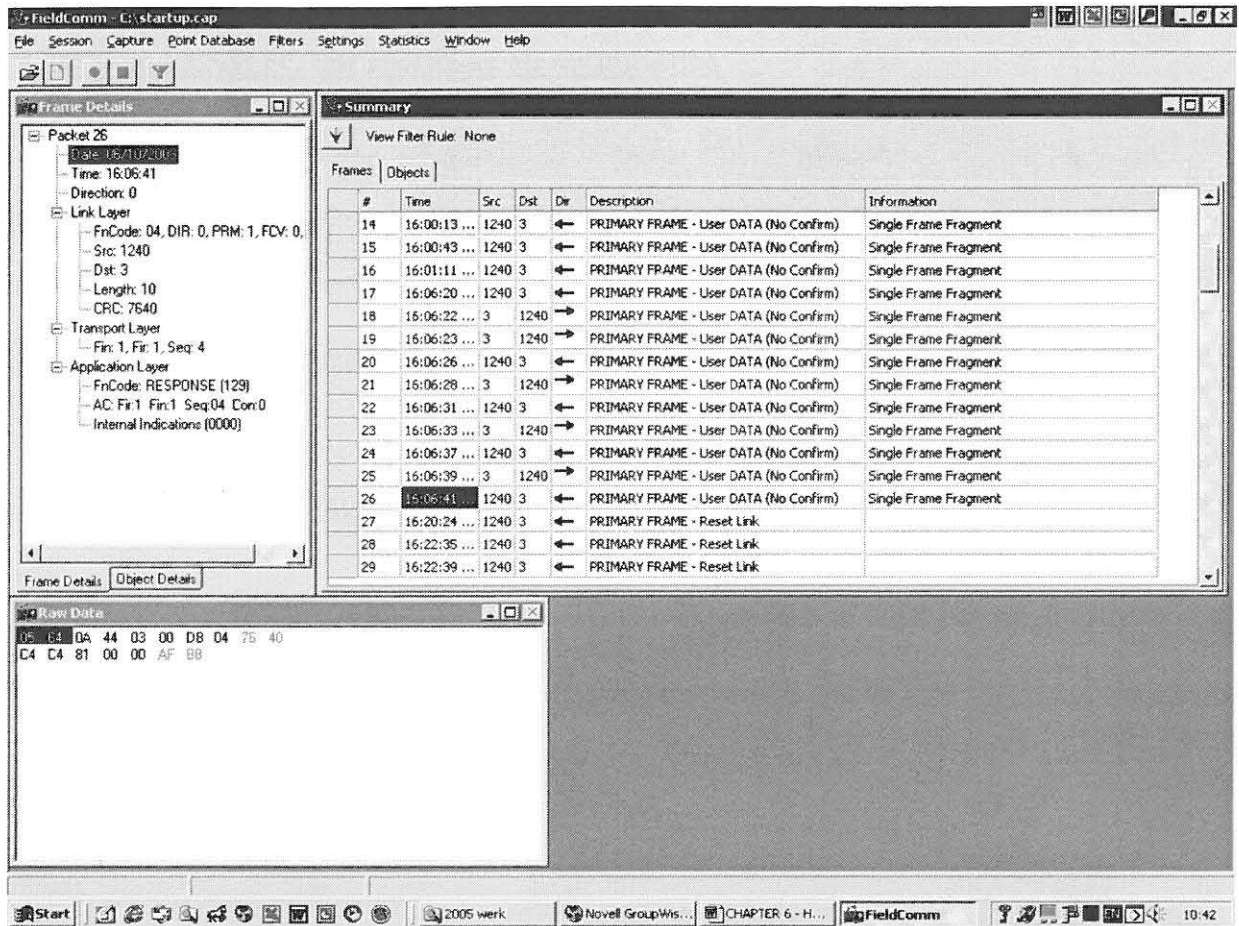 FieldComm - C:\startup.cap
File Session Capture Point Database Filters Settings Statistics Window Help
Frame Details
Packet 26
Date: 06/10/2005
Time: 16:06:41
Direction: 0
Link Layer
FnCode: 04, DIR: 0, PRM: 1, FCV: 0,
Src: 1240
Dst: 3
Length: 10
CRC: 7640
Transport Layer
Fin: 1, Fir: 1, Seq: 4
Application Layer
FnCode: RESPONSE (129)
AC: Fir:1 Fin:1 Seq:04 Con:0
Internal Indications (0000)
Frame Details Object Details
Summary
View Filter Rule: None
Frames Objects
# Time Src Dst Dir Description Information
14 16:00:13 ... 1240 3 PRIMARY FRAME - User DATA (No Confirm) Single Frame Fragment
15 16:00:43 ... 1240 3 PRIMARY FRAME - User DATA (No Confirm) Single Frame Fragment
16 16:01:11 ... 1240 3 PRIMARY FRAME - User DATA (No Confirm) Single Frame Fragment
17 16:06:20 ... 1240 3 PRIMARY FRAME - User DATA (No Confirm) Single Frame Fragment
18 16:06:22 ... 3 1240 PRIMARY FRAME - User DATA (No Confirm) Single Frame Fragment
19 16:06:23 ... 3 1240 PRIMARY FRAME - User DATA (No Confirm) Single Frame Fragment
20 16:06:26 ... 1240 3 PRIMARY FRAME - User DATA (No Confirm) Single Frame Fragment
21 16:06:28 ... 3 1240 PRIMARY FRAME - User DATA (No Confirm) Single Frame Fragment
22 16:06:31 ... 1240 3 PRIMARY FRAME - User DATA (No Confirm) Single Frame Fragment
23 16:06:33 ... 3 1240 PRIMARY FRAME - User DATA (No Confirm) Single Frame Fragment
24 16:06:37 ... 1240 3 PRIMARY FRAME - User DATA (No Confirm) Single Frame Fragment
25 16:06:39 ... 3 1240 PRIMARY FRAME - User DATA (No Confirm) Single Frame Fragment
26 16:06:41 ... 1240 3 PRIMARY FRAME - User DATA (No Confirm) Single Frame Fragment
27 16:20:24 ... 1240 3 PRIMARY FRAME - Reset Link
28 16:22:35 ... 1240 3 PRIMARY FRAME - Reset Link
29 16:22:39 ... 1240 3 PRIMARY FRAME - Reset Link
Raw Data
05 64 0A 44 03 00 D8 04 76 40
C4 C4 81 00 00 AF BB
Start 2005 werk Novell GroupWis... CHAPTER 6 - H... FieldComm EN 10:42